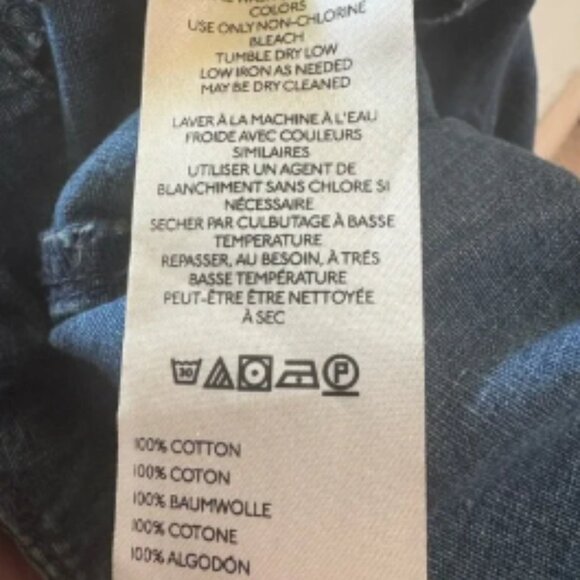 COLORS
USE ONLY NON-CHLORINE
BLEACH
TUMBLE DRY LOW
LOW IRON AS NEEDED
MAY BE DRY CLEANED
LAVER À LA MACHINE À L'EAU
FROIDE AVEC COULEURS
SIMILAIRES
UTILISER UN AGENT DE
BLANCHIMENT SANS CHLORE SI
NÉCESSAIRE
SECHER PAR CULBUTAGE À BASSE
TEMPERATURE
REPASSER, AU BESOIN, À TRÉS
BASSE TEMPÉRATURE
PEUT-ÊTRE ÊTRE NETTOYÉE
À SEC
30 P
100% COTTON
100% COTON
100% BAUMWOLLE
100% COTONE
100% ALGODÓN